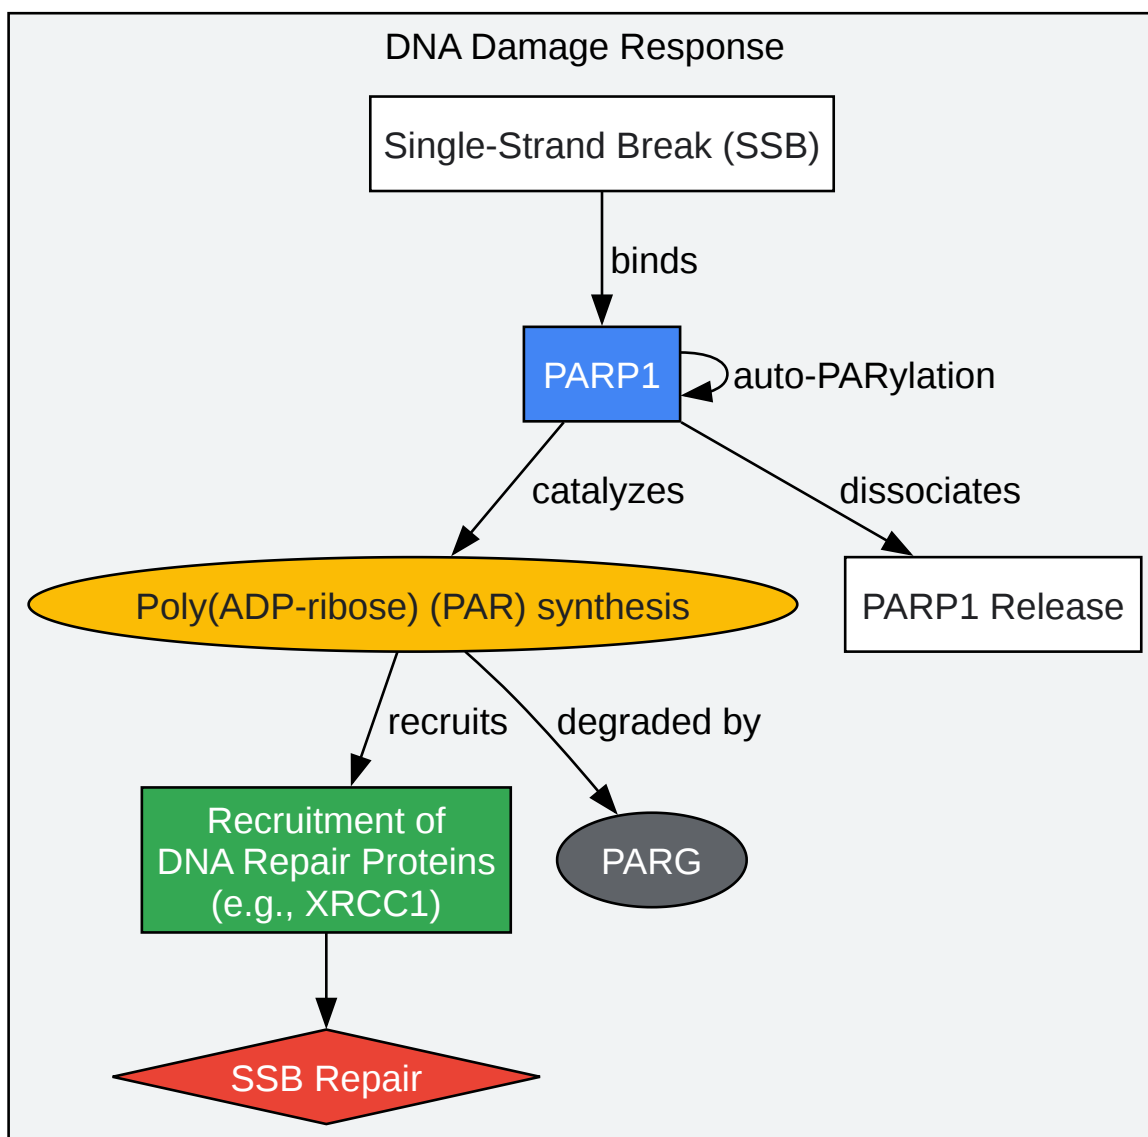 DNA Damage Response
Single-Strand Break (SSB)
binds
PARP1
auto-PARylation
catalyzes
dissociates
Poly(ADP-ribose) (PAR) synthesis
PARP1 Release
recruits
degraded by
Recruitment of
DNA Repair Proteins
(e.g., XRCC1)
PARG
SSB Repair